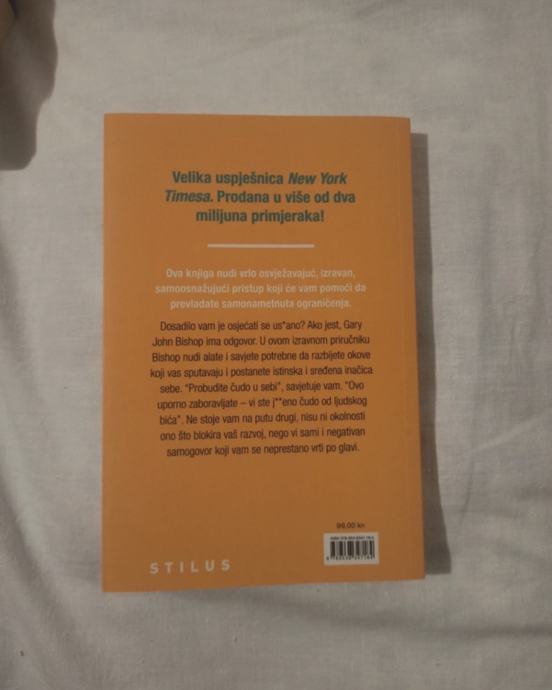 Velika uspješnica New York
Timesa. Prodana u više od dva
milijuna primjeraka!
Ova knjiga nudi vrlo osvježavajuć, izravan,
samoosnažujući pristup koji će vam pomoći da
prevladate samonametnuta ograničenja.
Dosadilo vam je osjećati se us*ano? Ako jest, Gary
John Bishop ima odgovor. U ovom izravnom priručniku
Bishop nudi alate i savjete potrebne da razbijete okove
koji vas sputavaju i postanete istinska i sređena inačica
sebe. "Probudite čudo u sebi", savjetuje vam. "Ovo
uporno zaboravljate – vi ste j**eno čudo od ljudskog
bića". Ne stoje vam na putu drugi, nisu ni okolnosti
ono što blokira vaš razvoj, nego vi sami i negativan
samogovor koji vam se neprestano vrti po glavi.
99,00 kn
ISBN
STILUS